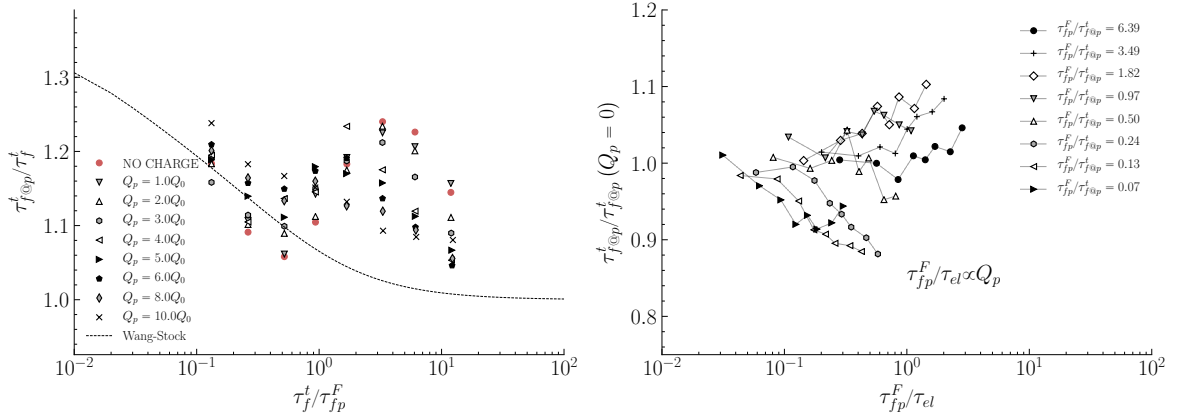 1.3
1.2
1.1
1.0
τ^t_{f@p}/τ^t_f
NO CHARGE
Q_p = 1.0Q_0
Q_p = 2.0Q_0
Q_p = 3.0Q_0
Q_p = 4.0Q_0
Q_p = 5.0Q_0
Q_p = 6.0Q_0
Q_p = 8.0Q_0
Q_p = 10.0Q_0
Wang-Stock
10^{-2} 10^{-1} 10^0 10^1 10^2
τ^t_f/τ^F_{fp}
1.2
1.1
1.0
0.9
0.8
τ^t_{f@p}/τ^t_{f@p} (Q_p = 0)
τ^F_{fp}/τ^t_{f@p} = 6.39
τ^F_{fp}/τ^t_{f@p} = 3.49
τ^F_{fp}/τ^t_{f@p} = 1.82
τ^F_{fp}/τ^t_{f@p} = 0.97
τ^F_{fp}/τ^t_{f@p} = 0.50
τ^F_{fp}/τ^t_{f@p} = 0.24
τ^F_{fp}/τ^t_{f@p} = 0.13
τ^F_{fp}/τ^t_{f@p} = 0.07
τ^F_{fp}/τ_{el}∝Q_p
10^{-2} 10^{-1} 10^0 10^1 10^2
τ^F_{fp}/τ_{el}